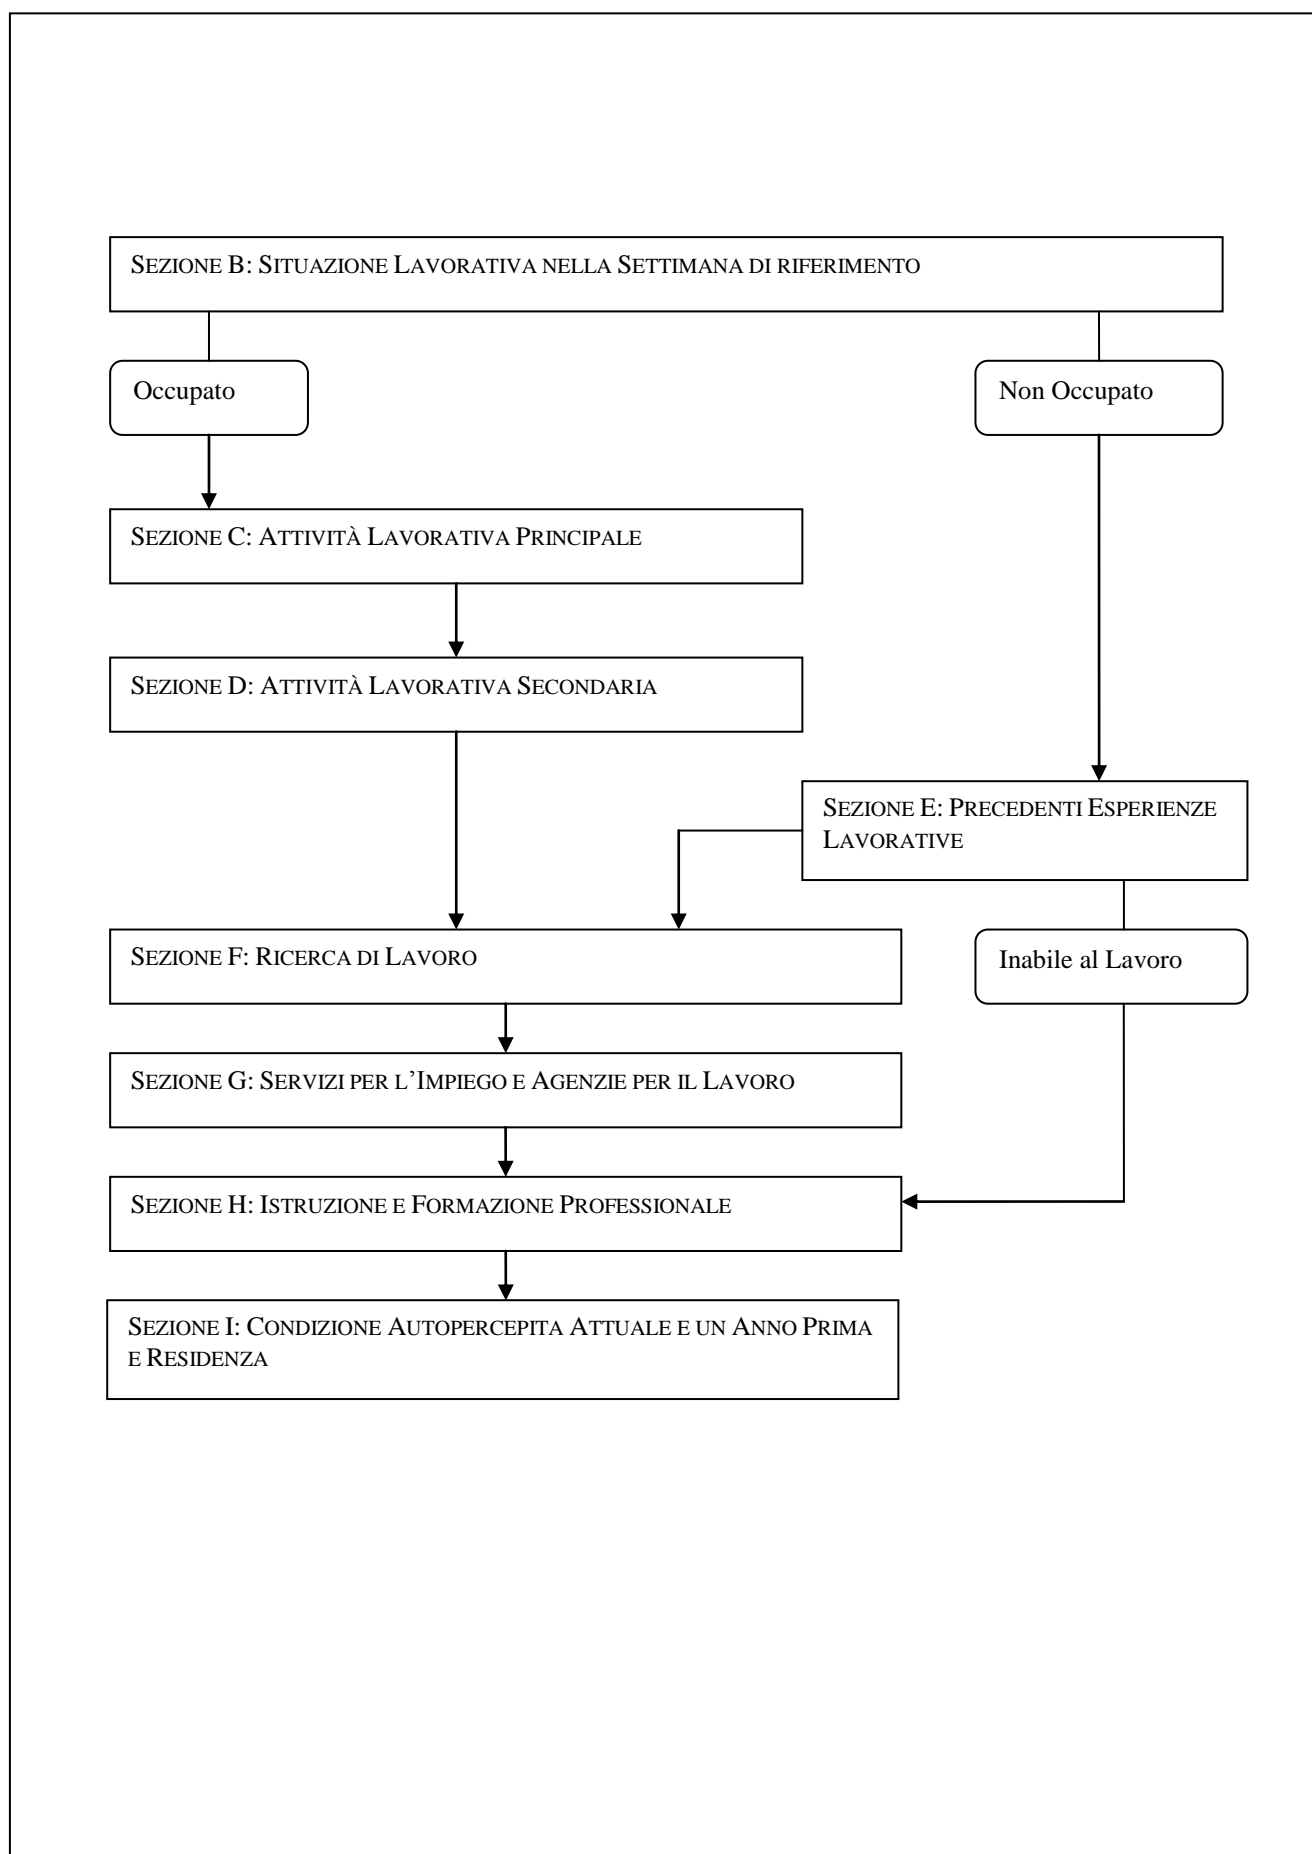 SEZIONE B: SITUAZIONE LAVORATIVA NELLA SETTIMANA DI RIFERIMENTO
Occupato
Non Occupato
SEZIONE C: ATTIVITÀ LAVORATIVA PRINCIPALE
SEZIONE D: ATTIVITÀ LAVORATIVA SECONDARIA
SEZIONE E: PRECEDENTI ESPERIENZE
LAVORATIVE
SEZIONE F: RICERCA DI LAVORO
Inabile al Lavoro
SEZIONE G: SERVIZI PER L’IMPIEGO E AGENZIE PER IL LAVORO
SEZIONE H: ISTRUZIONE E FORMAZIONE PROFESSIONALE
SEZIONE I: CONDIZIONE AUTOPERCEPITA ATTUALE E UN ANNO PRIMA
E RESIDENZA